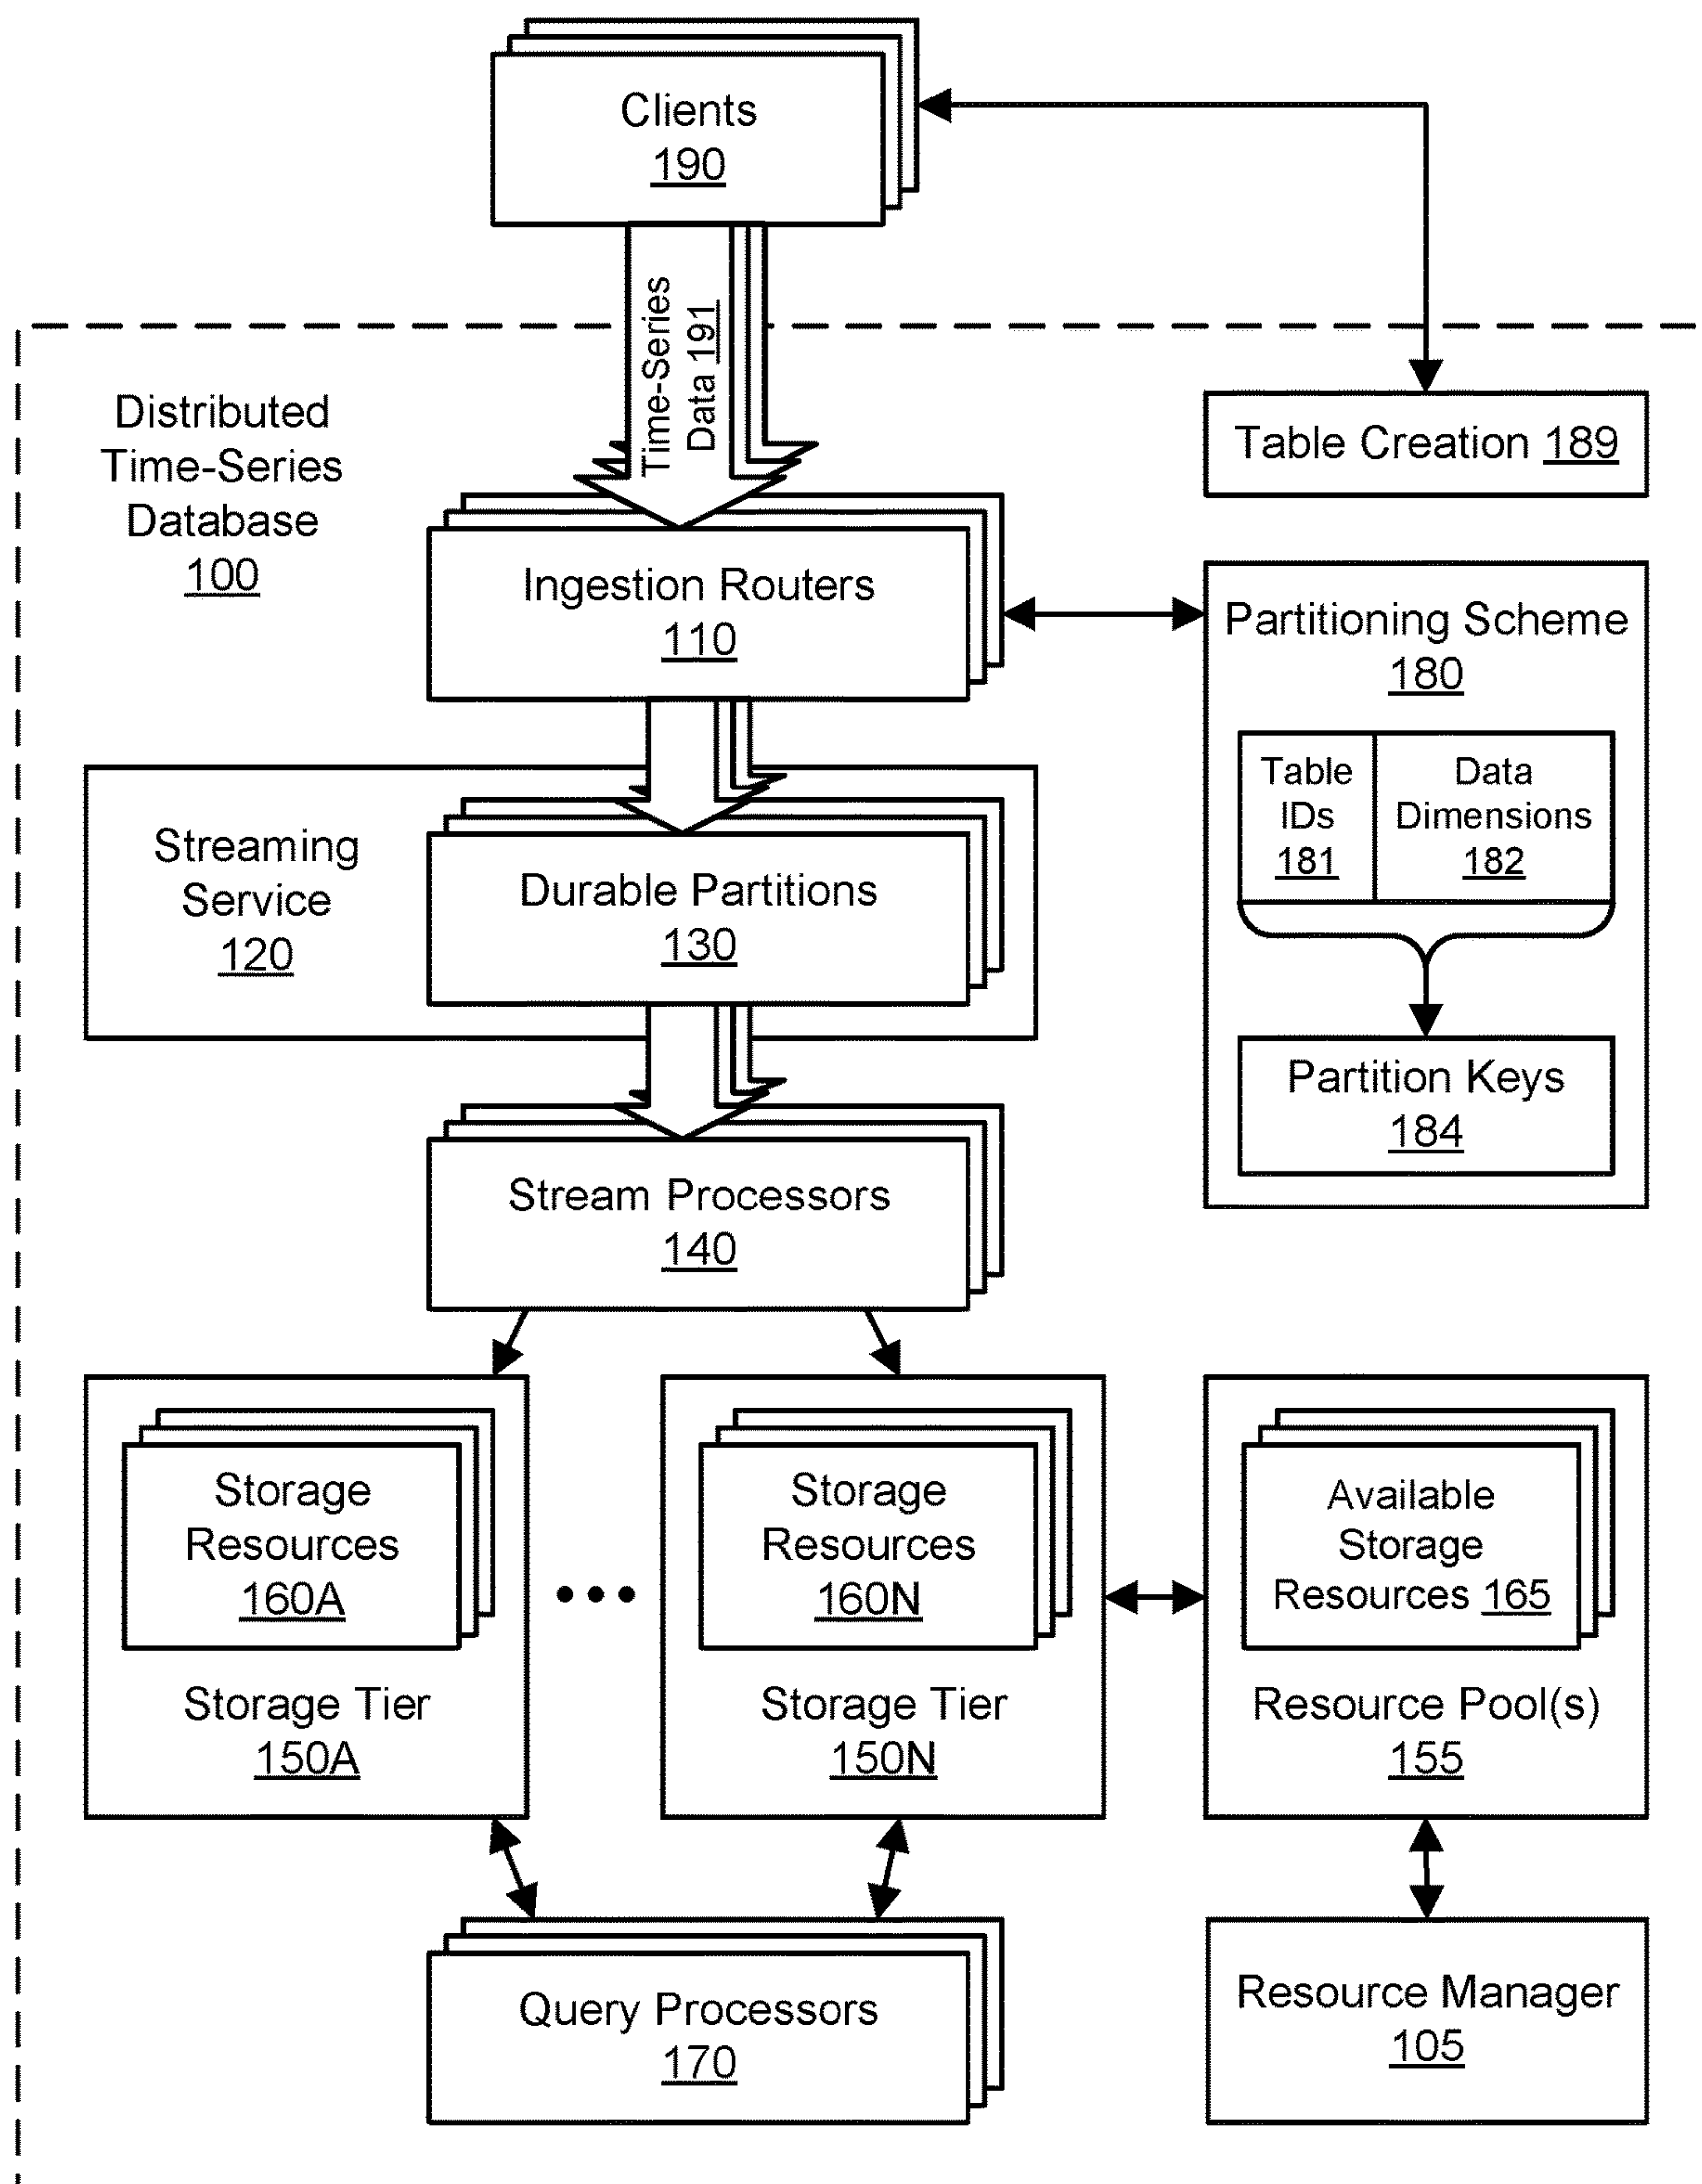 Clients
190
Time-Series
Data 191
Distributed
Time-Series
Database
100
Table Creation 189
Ingestion Routers
110
Partitioning Scheme
180
Table
IDs
181
Data
Dimensions
182
Streaming
Service
120
Durable Partitions
130
Partition Keys
184
Stream Processors
140
Storage
Resources
160A
Storage Tier
150A
Storage
Resources
160N
Storage Tier
150N
Available
Storage
Resources 165
Resource Pool(s)
155
Query Processors
170
Resource Manager
105